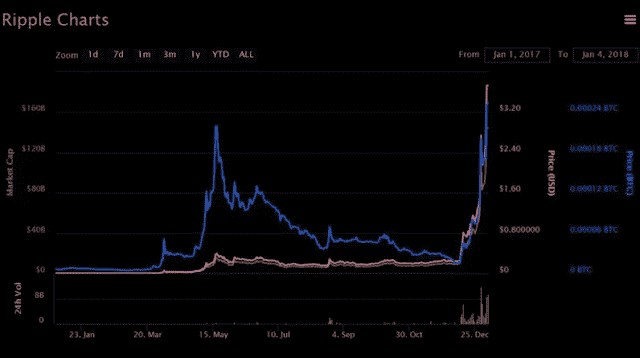 Ripple Charts
Zoom 1d 7d 1m 3m 1y YTD ALL
From Jan 1, 2017 To Jan 4, 2018
Market Cap
$160B
$120B
$80B
$40B
$0
24h Vol
8B
0
$3.20
$2.40
$1.60
$0.800000
$0
Price (USD)
0.00024 BTC
0.00018 BTC
0.00012 BTC
0.00006 BTC
0 BTC
Price (BTC)
23. Jan 20. Mar 15. May 10. Jul 4. Sep 30. Oct 25. Dec